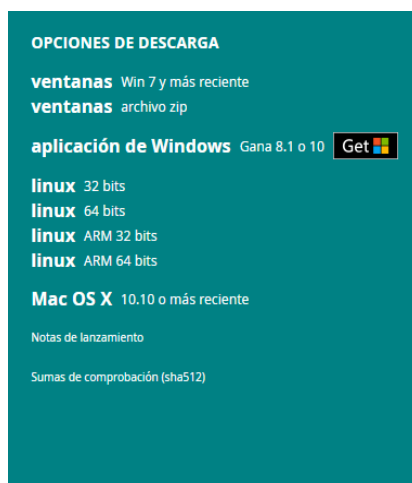 OPCIONES DE DESCARGA
ventanas Win 7 y más reciente
ventanas archivo zip
aplicación de Windows Gana 8.1 o 10 Get
linux 32 bits
linux 64 bits
linux ARM 32 bits
linux ARM 64 bits
Mac OS X 10.10 o más reciente
Notas de lanzamiento
Sumas de comprobación (sha512)